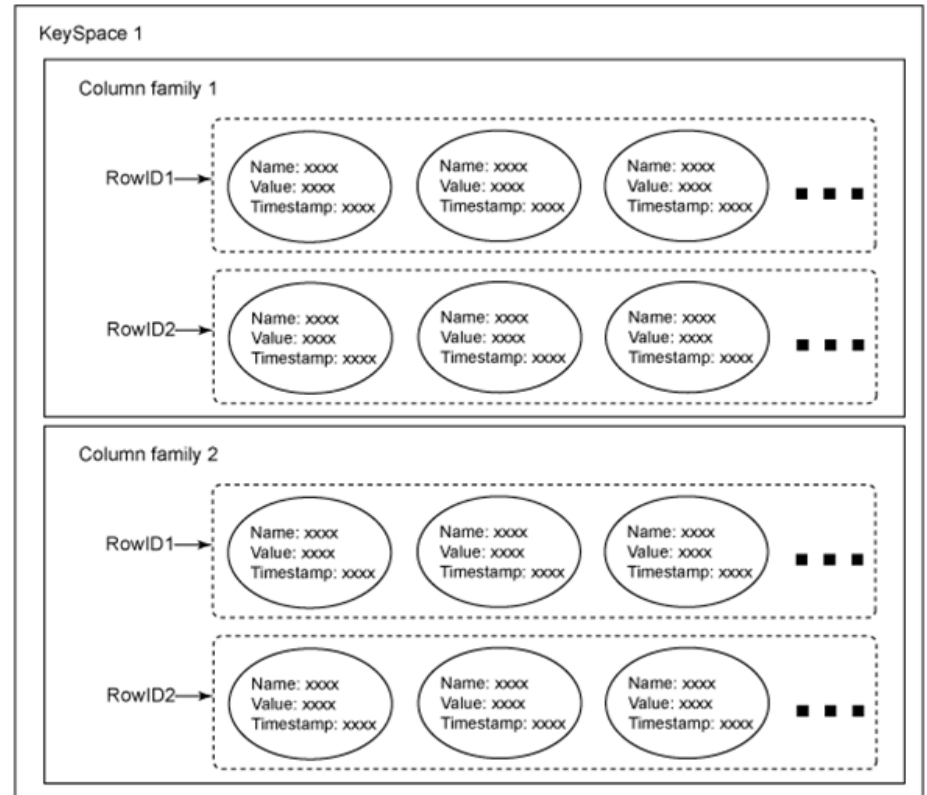 KeySpace 1
Column family 1
RowID1
Name: xxxx
Value: xxxx
Timestamp: xxxx
Name: xxxx
Value: xxxx
Timestamp: xxxx
Name: xxxx
Value: xxxx
Timestamp: xxxx
RowID2
Name: xxxx
Value: xxxx
Timestamp: xxxx
Name: xxxx
Value: xxxx
Timestamp: xxxx
Name: xxxx
Value: xxxx
Timestamp: xxxx
Column family 2
RowID1
Name: xxxx
Value: xxxx
Timestamp: xxxx
Name: xxxx
Value: xxxx
Timestamp: xxxx
Name: xxxx
Value: xxxx
Timestamp: xxxx
RowID2
Name: xxxx
Value: xxxx
Timestamp: xxxx
Name: xxxx
Value: xxxx
Timestamp: xxxx
Name: xxxx
Value: xxxx
Timestamp: xxxx